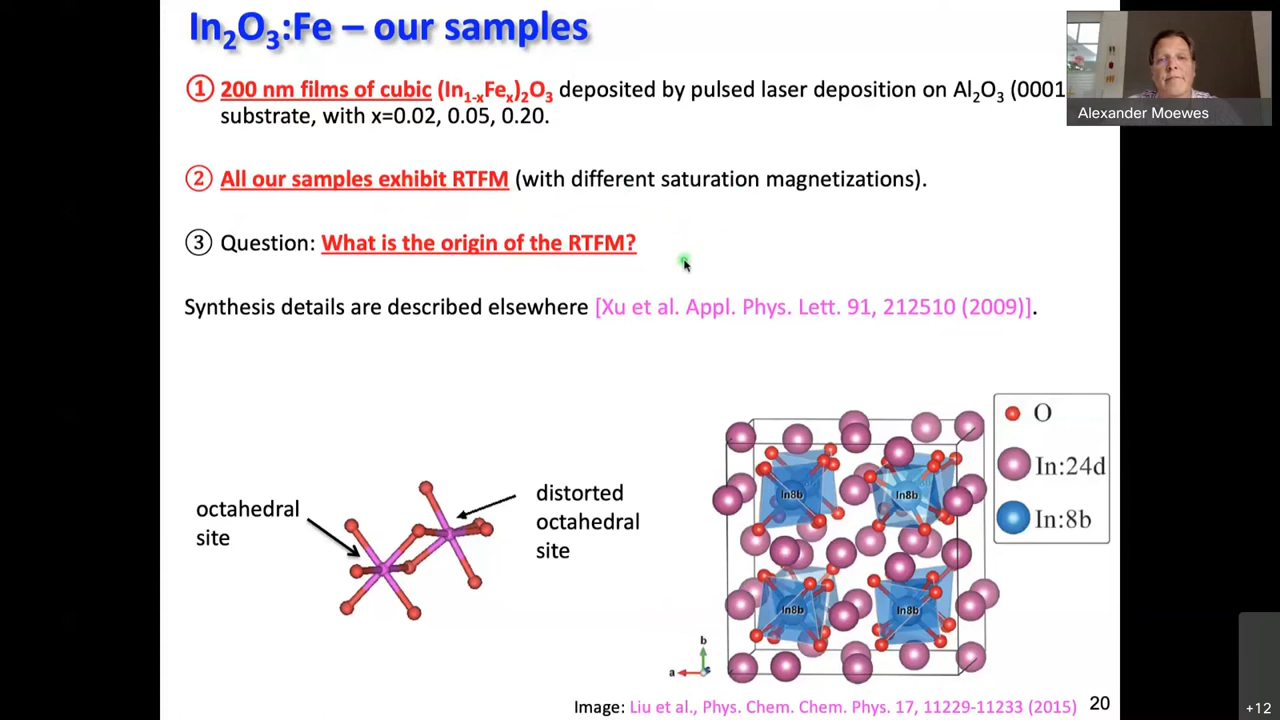 In2O3:Fe – our samples
① 200 nm films of cubic (In1-xFex)2O3 deposited by pulsed laser deposition on Al2O3 (0001
substrate, with x=0.02, 0.05, 0.20.
Alexander Moewes
② All our samples exhibit RTFM (with different saturation magnetizations).
③ Question: What is the origin of the RTFM?
Synthesis details are described elsewhere [Xu et al. Appl. Phys. Lett. 91, 212510 (2009)].
octahedral
site
distorted
octahedral
site
In8b
In8b
In8b
In8b
b
a
O
In:24d
In:8b
Image: Liu et al., Phys. Chem. Chem. Phys. 17, 11229-11233 (2015)
20
+12